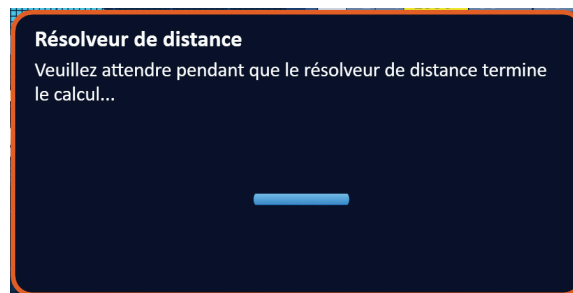 Résolveur de distance
Veuillez attendre pendant que le résolveur de distance termine
le calcul...